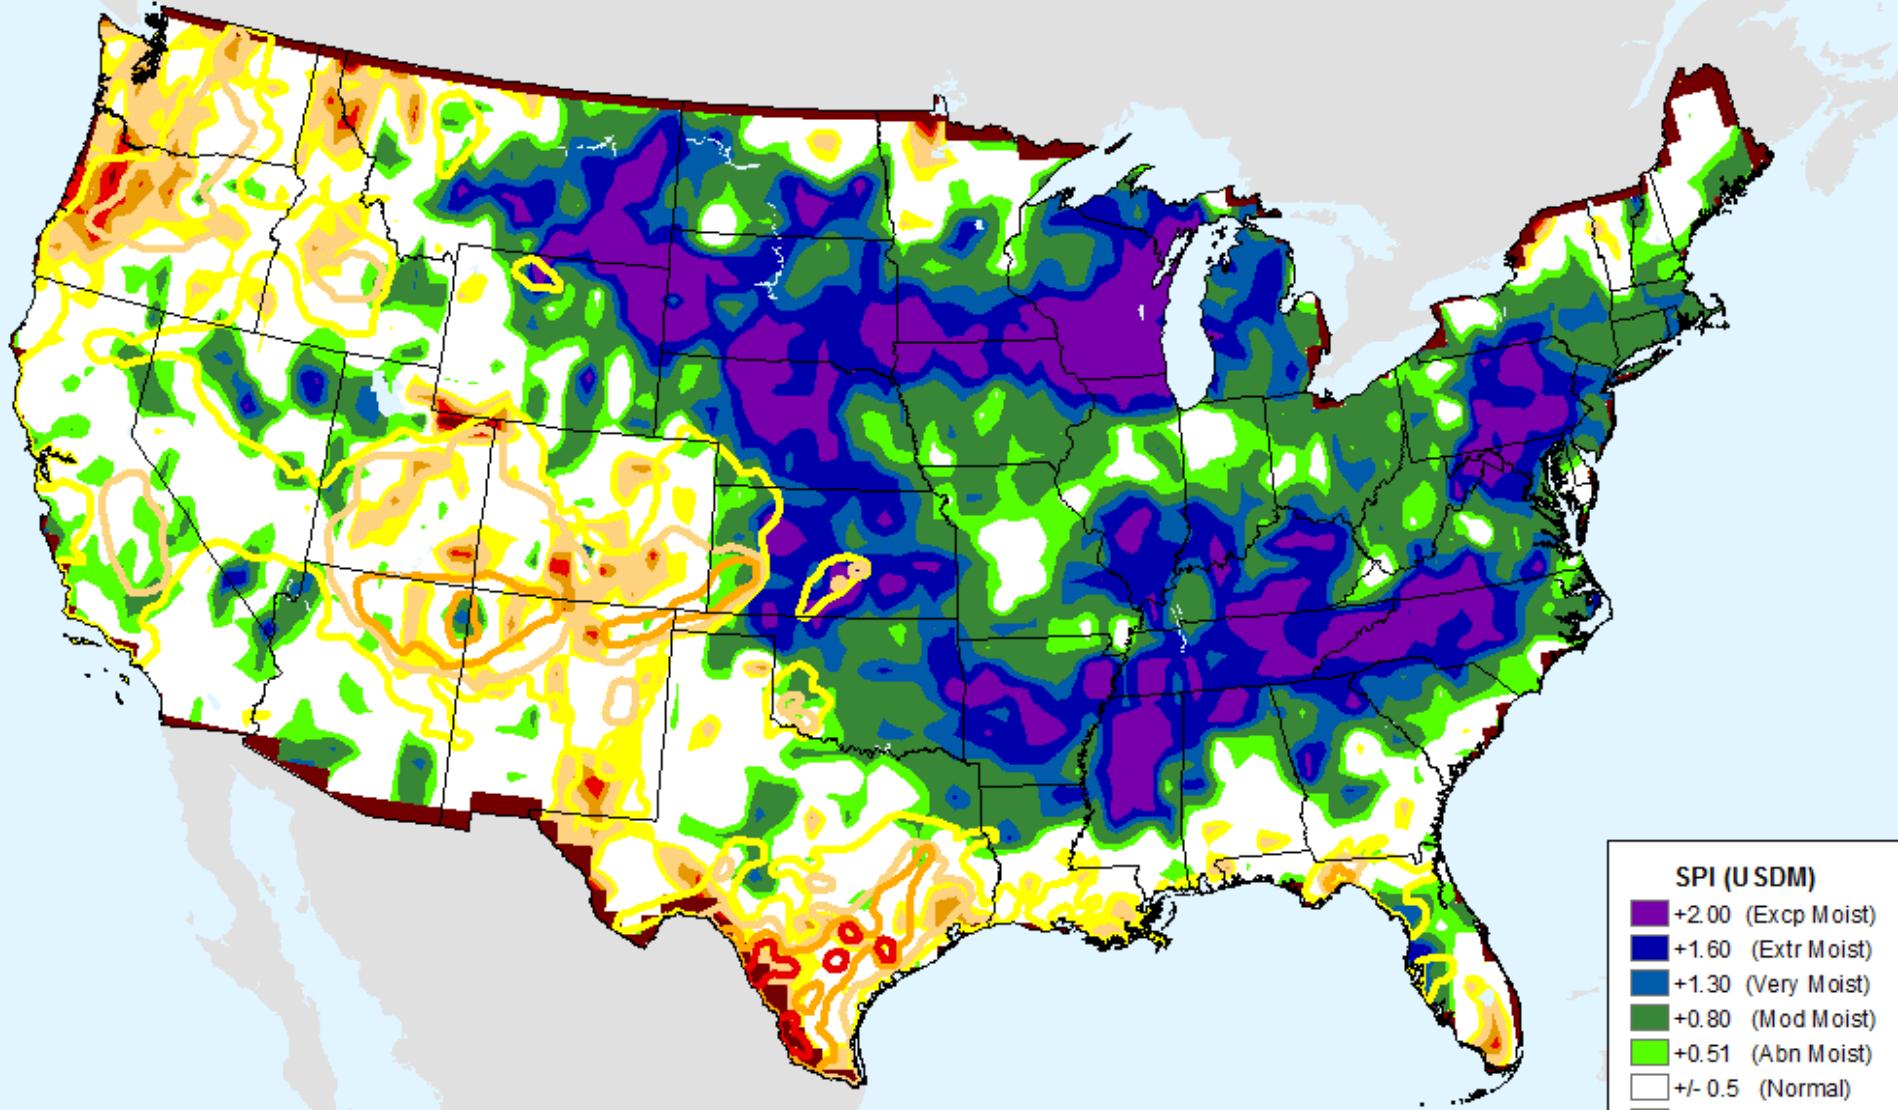 SPI (USDM)
+2.00 (Excp Moist)
+1.60 (Extr Moist)
+1.30 (Very Moist)
+0.80 (Mod Moist)
+0.51 (Abn Moist)
+/- 0.5 (Normal)